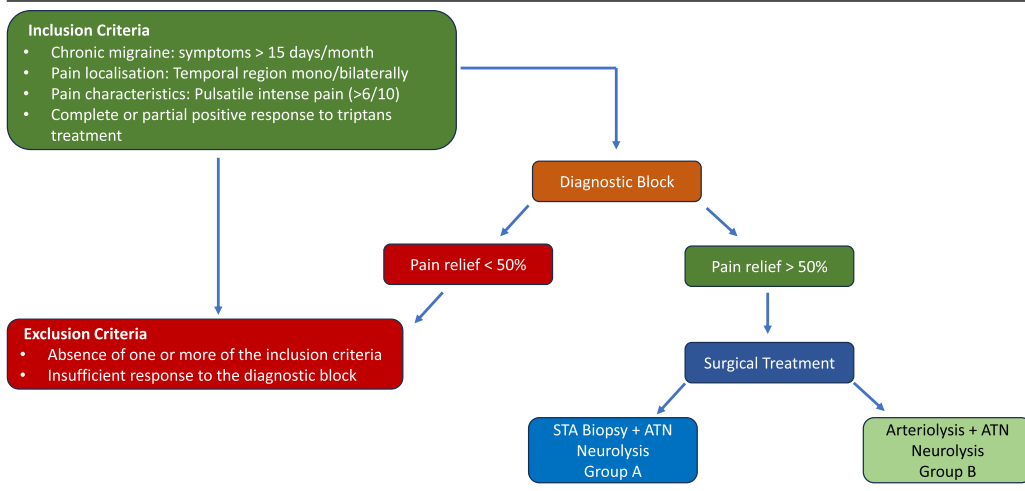 Inclusion Criteria
• Chronic migraine: symptoms > 15 days/month
• Pain localisation: Temporal region mono/bilaterally
• Pain characteristics: Pulsatile intense pain (>6/10)
• Complete or partial positive response to triptans
treatment
Diagnostic Block
Pain relief < 50%
Pain relief > 50%
Exclusion Criteria
• Absence of one or more of the inclusion criteria
• Insufficient response to the diagnostic block
Surgical Treatment
STA Biopsy + ATN
Neurolysis
Group A
Arteriolysis + ATN
Neurolysis
Group B